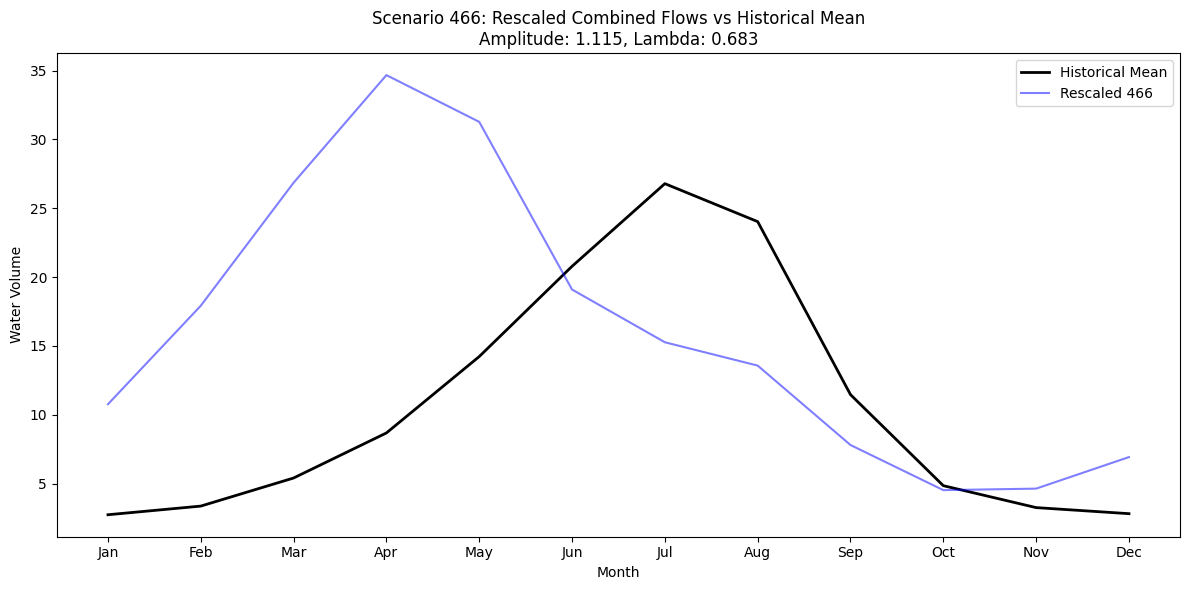 Scenario 466: Rescaled Combined Flows vs Historical Mean
Amplitude: 1.115, Lambda: 0.683
Historical Mean
Rescaled 466
Water Volume
35
30
25
20
15
10
5
Jan Feb Mar Apr May Jun Jul Aug Sep Oct Nov Dec
Month